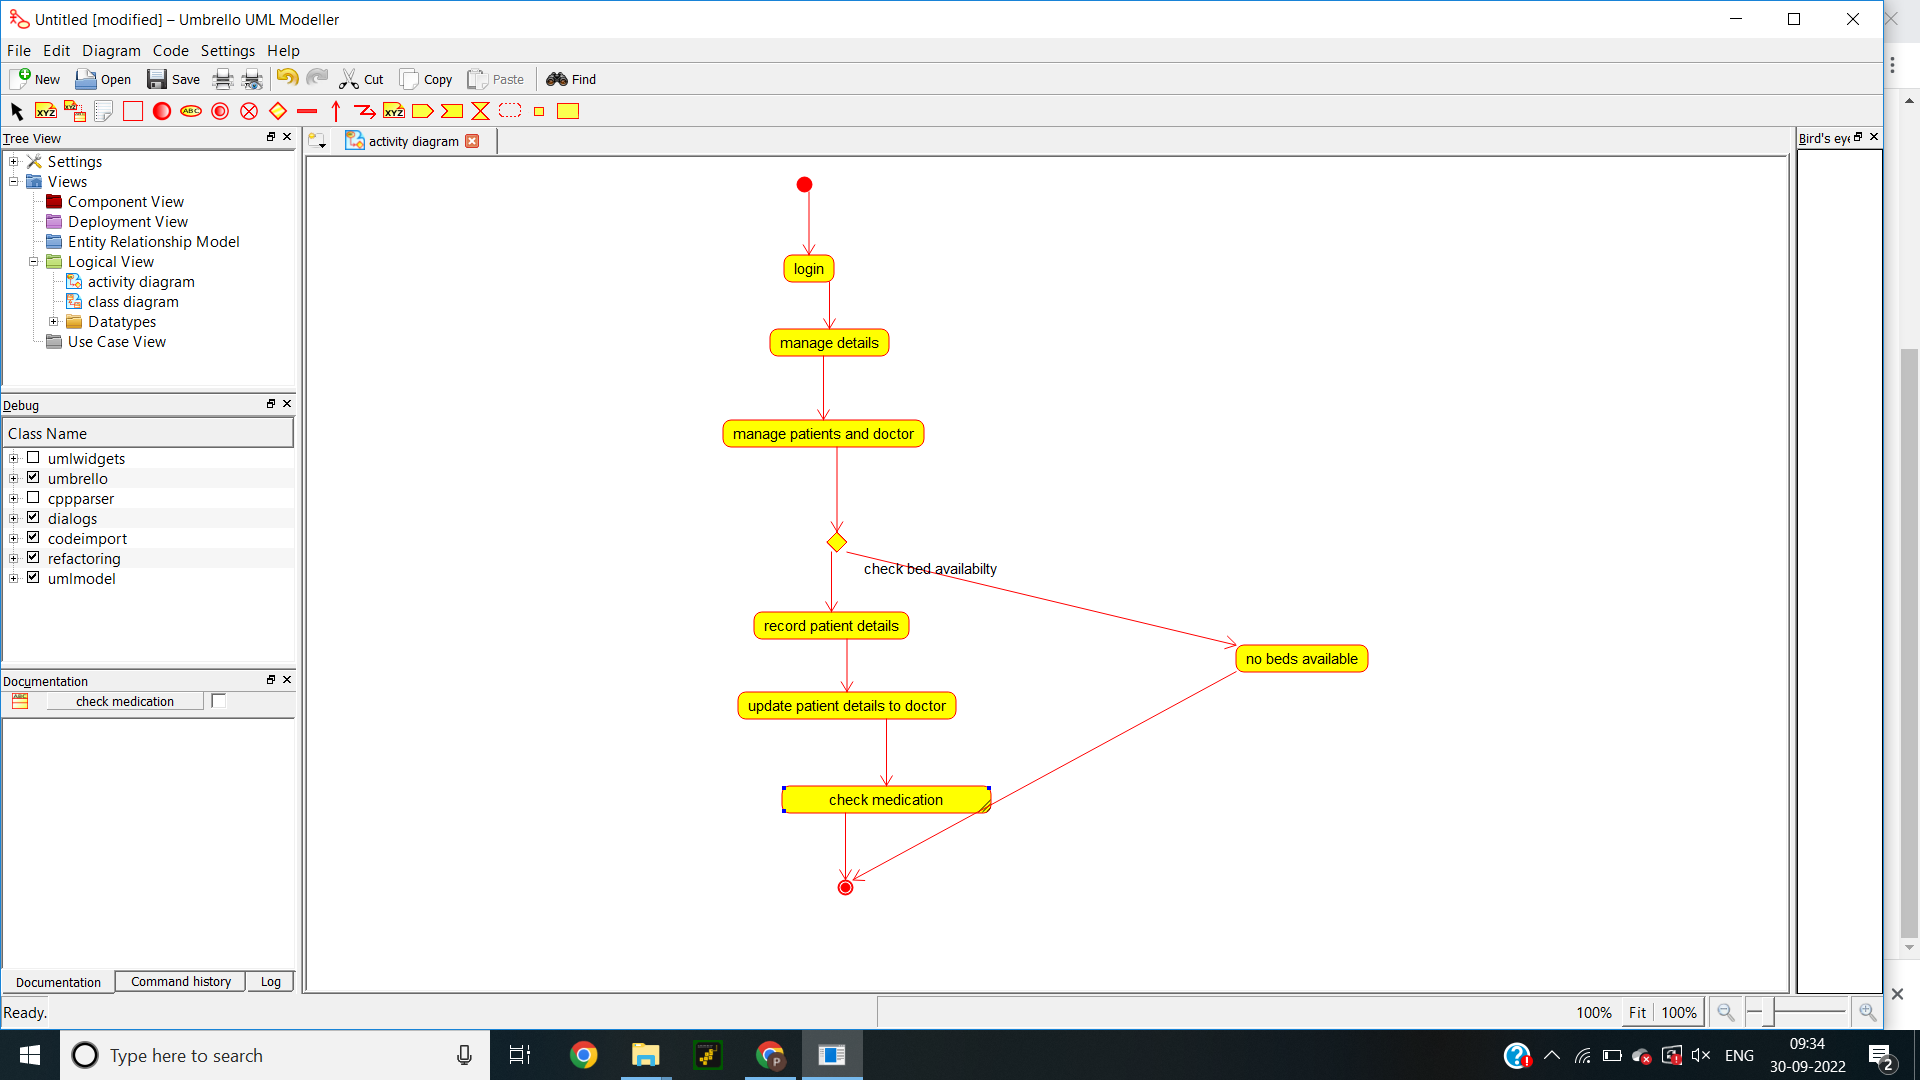 Untitled [modified] – Umbrello UML Modeller
File Edit Diagram Code Settings Help
New Open Save Cut Copy Paste Find
XYZ XYZ ABC XYZ
Tree View
activity diagram
Bird's eye
Settings
Views
Component View
Deployment View
Entity Relationship Model
Logical View
activity diagram
class diagram
Datatypes
Use Case View
Debug
Class Name
umlwidgets
umbrello
cppparser
dialogs
codeimport
refactoring
umlmodel
Documentation
ABC check medication
Documentation Command history Log
login
manage details
manage patients and doctor
check bed availabilty
record patient details
no beds available
update patient details to doctor
check medication
Ready.
100% Fit 100%
Type here to search
P
ENG
09:34
30-09-2022
2